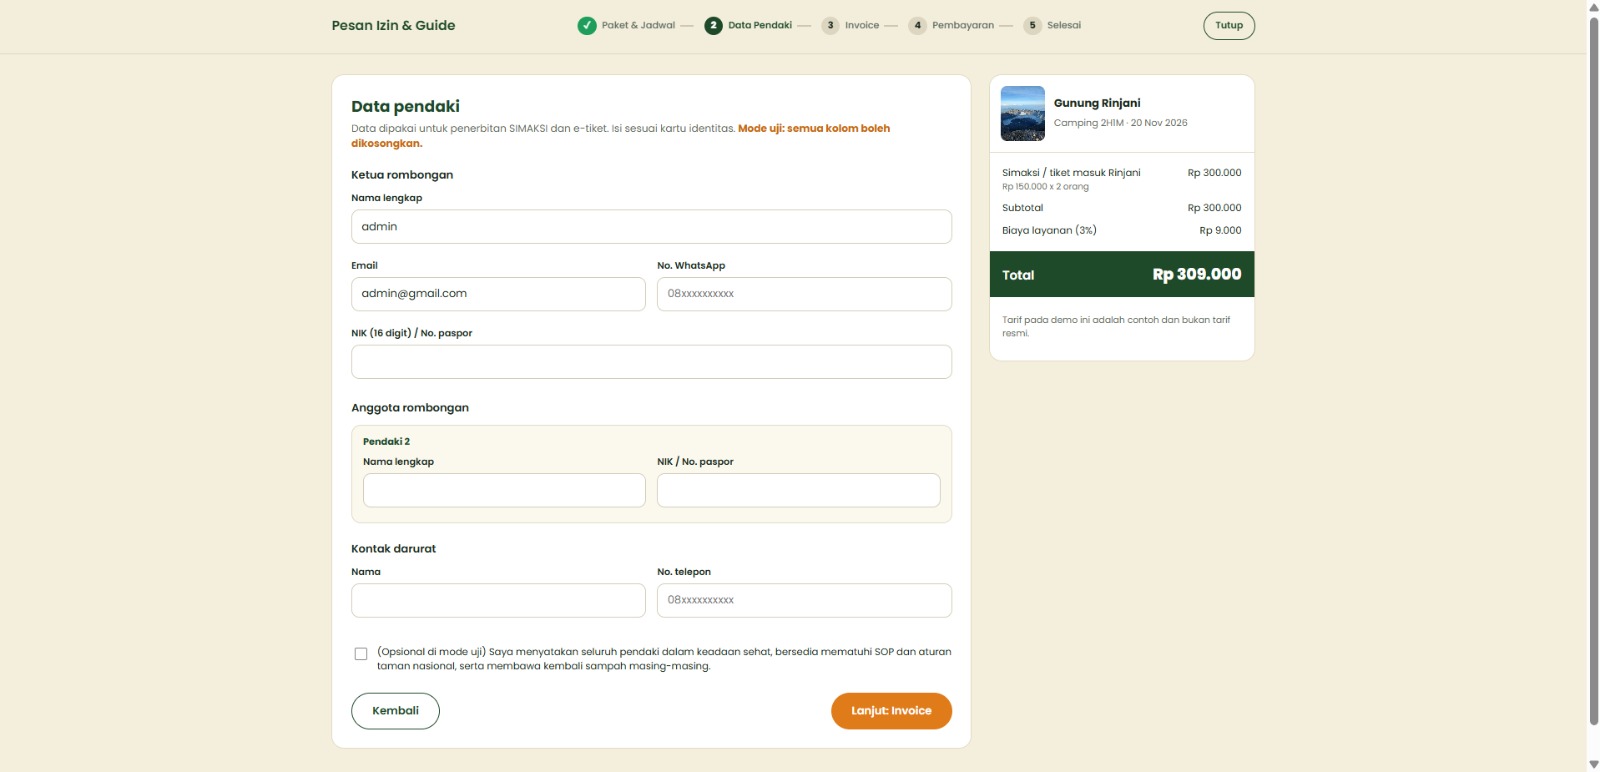 Pesan Izin & Guide
✓ Paket & Jadwal
2 Data Pendaki
3 Invoice
4 Pembayaran
5 Selesai
Tutup
Data pendaki
Data dipakai untuk penerbitan SIMAKSI dan e-tiket. Isi sesuai kartu identitas. Mode uji: semua kolom boleh
dikosongkan.
Ketua rombongan
Nama lengkap
admin
Email
No. WhatsApp
admin@gmail.com
08xxxxxxxxxx
NIK (16 digit) / No. paspor
Anggota rombongan
Pendaki 2
Nama lengkap
NIK / No. paspor
Kontak darurat
Nama
No. telepon
08xxxxxxxxxx
(Opsional di mode uji) Saya menyatakan seluruh pendaki dalam keadaan sehat, bersedia mematuhi SOP dan aturan
taman nasional, serta membawa kembali sampah masing-masing.
Kembali
Lanjut: Invoice
Gunung Rinjani
Camping 2H1M · 20 Nov 2026
Simaksi / tiket masuk Rinjani
Rp 300.000
Rp 150.000 x 2 orang
Subtotal
Rp 300.000
Biaya layanan (3%)
Rp 9.000
Total
Rp 309.000
Tarif pada demo ini adalah contoh dan bukan tarif
resmi.